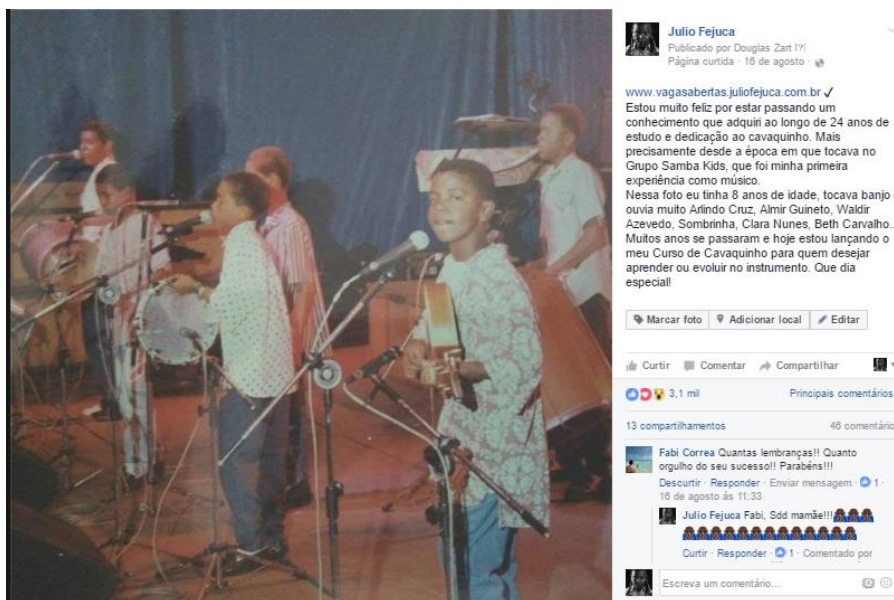 Julio Fejuca
Publicado por Douglas Zart [?]
Página curtida · 16 de agosto ·
www.vagasabertas.juliofejuca.com.br ✓
Estou muito feliz por estar passando um
conhecimento que adquiri ao longo de 24 anos de
estudo e dedicação ao cavaquinho. Mais
precisamente desde a época em que tocava no
Grupo Samba Kids, que foi minha primeira
experiência como músico.
Nessa foto eu tinha 8 anos de idade, tocava banjo
ouvia muito Arlindo Cruz, Almir Guineto, Waldir
Azevedo, Sombrinha, Clara Nunes, Beth Carvalho..
Muitos anos se passaram e hoje estou lançando o
meu Curso de Cavaquinho para quem desejar
aprender ou evoluir no instrumento. Que dia
especial!
Marcar foto Adicionar local Editar
Curtir Comentar Compartilhar
3,1 mil Principais comentários
13 compartilhamentos 46 comentário
Fabi Correa Quantas lembranças!! Quanto
orgulho do seu sucesso!! Parabéns!!!
Descurtir · Responder · Enviar mensagem · 1 ·
16 de agosto às 11:33
Julio Fejuca Fabi, Sdd mamãe!!!
Curtir · Responder · 1 · Comentado por
Escreva um comentário...